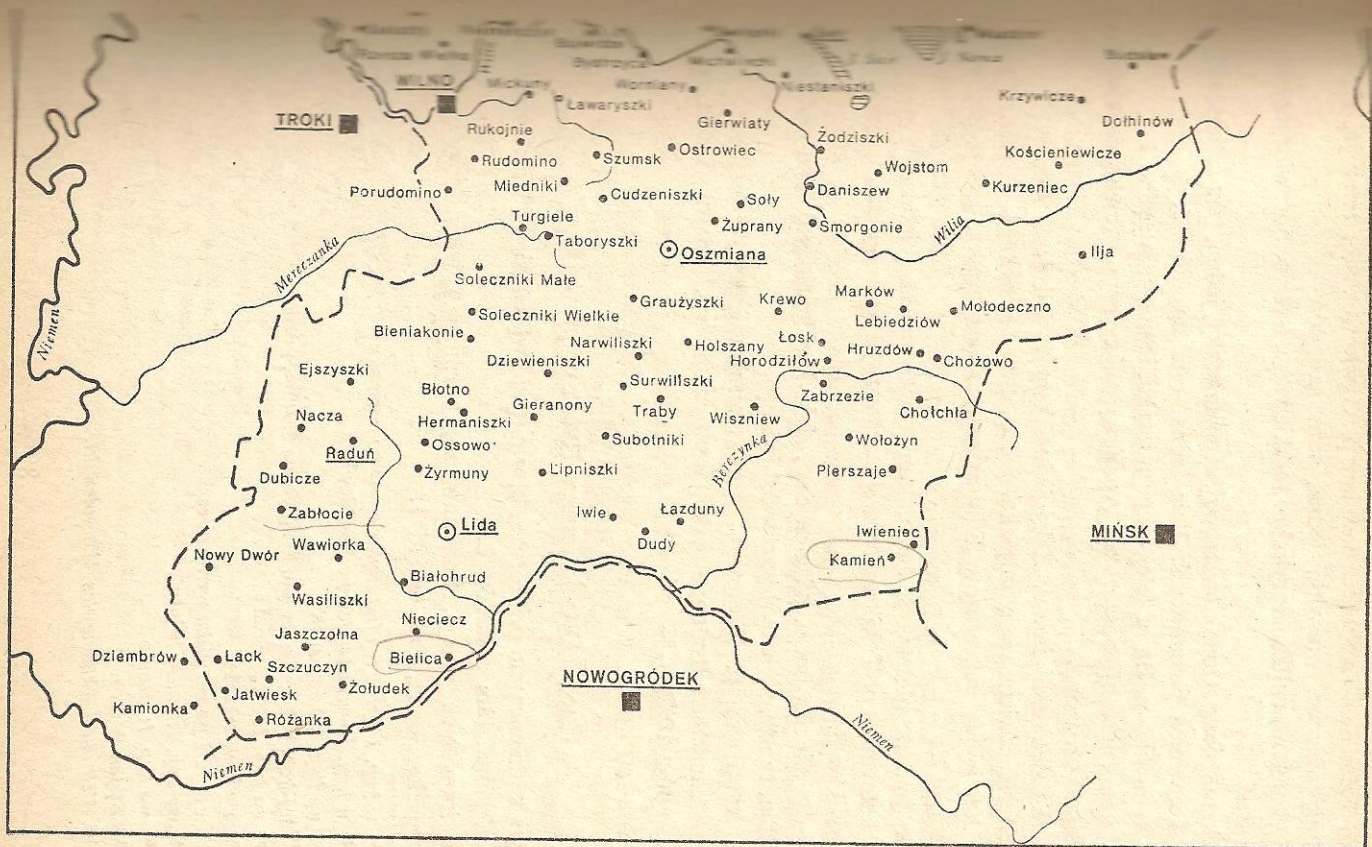 Bystrzyca
Michaliszki
WILNO
Mickuny
Worniany
Niestaniszki
Ławaryszki
Krzywicze
TROKI
Gierwiaty
Dołhinów
Rukojnie
Żodziszki
Rudomino
Szumsk
Ostrowiec
Kościeniewicze
Wojstom
Porudomino
Miedniki
Cudzeniszki
Daniszew
Kurzeniec
Soły
Turgiele
Żuprany
Smorgonie
Wilia
Taboryszki
Oszmiana
Ilja
Mereczanka
Soleczniki Małe
Niemen
Soleczniki Wielkie
Graużyszki
Krewo
Marków
Mołodeczno
Lebiedziów
Bieniakonie
Narwiliszki
Holszany
Łosk
Hruzdów
Dziewieniszki
Horodziłów
Chożowo
Ejszyszki
Surwiliszki
Błotno
Zabrzezie
Gieranony
Traby
Wiszniew
Chołchła
Nacza
Hermaniszki
Raduń
Ossowo
Subotniki
Wołożyn
Berezynka
Dubicze
Żyrmuny
Lipniszki
Pierszaje
Zabłocie
Iwie
Łazduny
Lida
Iwieniec
MIŃSK
Nowy Dwór
Wawiorka
Dudy
Kamień
Białohrud
Wasiliszki
Nieciecz
Jaszczołna
Dziembrów
Lack
Bielica
Szczuczyn
NOWOGRÓDEK
Jatwiesk
Żołudek
Kamionka
Różanka
Niemen
Niemen